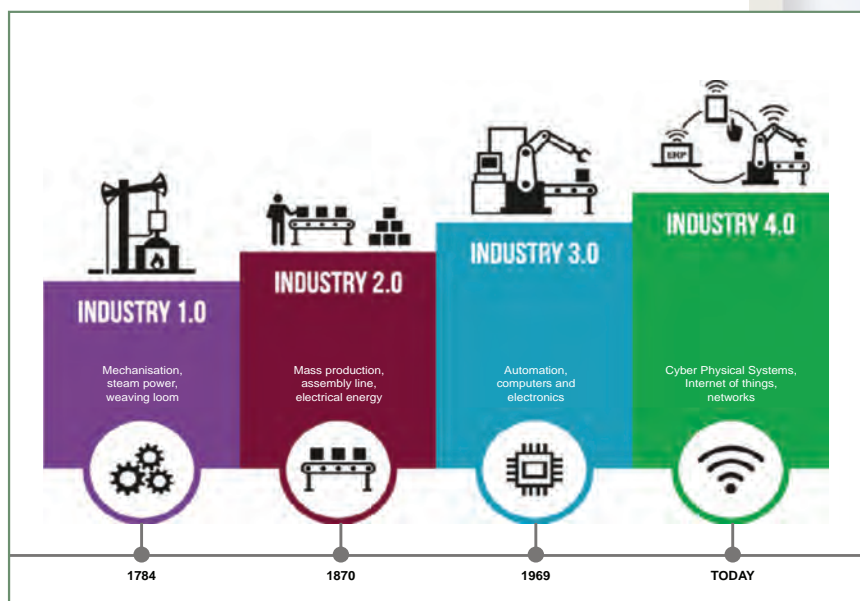 ERP
INDUSTRY 1.0
INDUSTRY 2.0
INDUSTRY 3.0
INDUSTRY 4.0
Mechanisation,
steam power,
weaving loom
Mass production,
assembly line,
electrical energy
Automation,
computers and
electronics
Cyber Physical Systems,
Internet of things,
networks
1784
1870
1969
TODAY